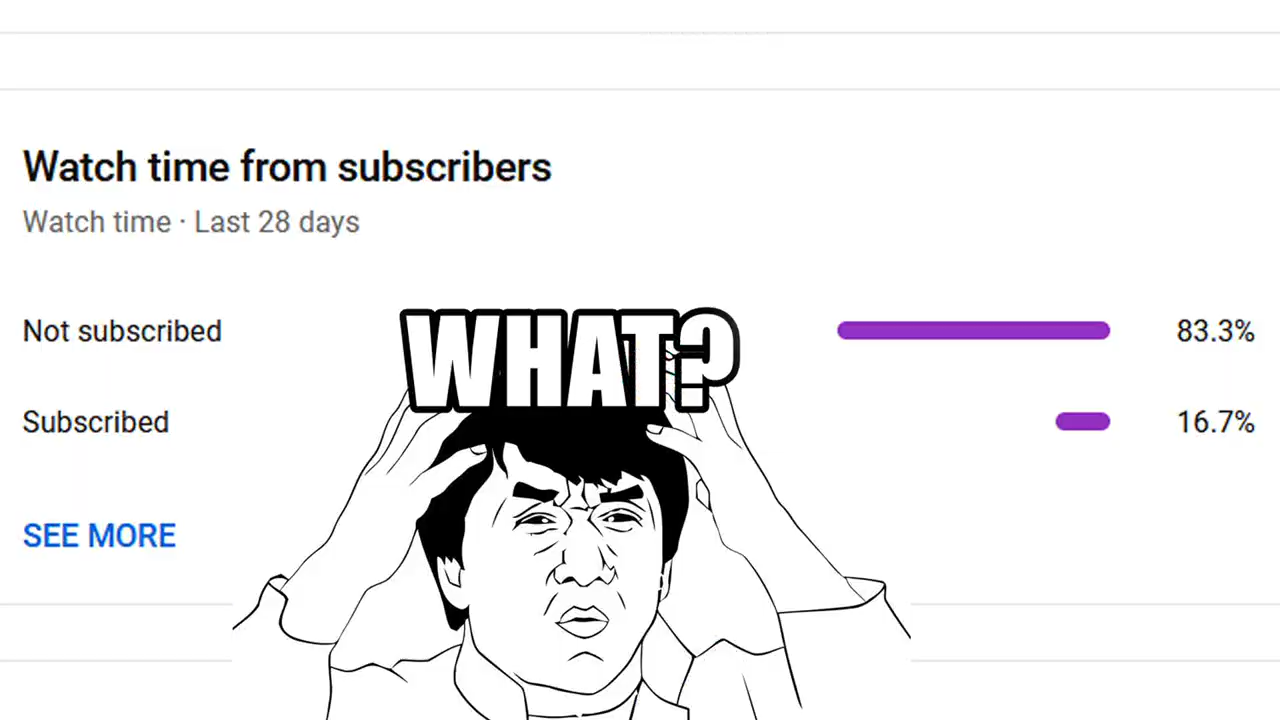 Watch time from subscribers
Watch time · Last 28 days
Not subscribed 83.3%
WHAT?
Subscribed 16.7%
SEE MORE